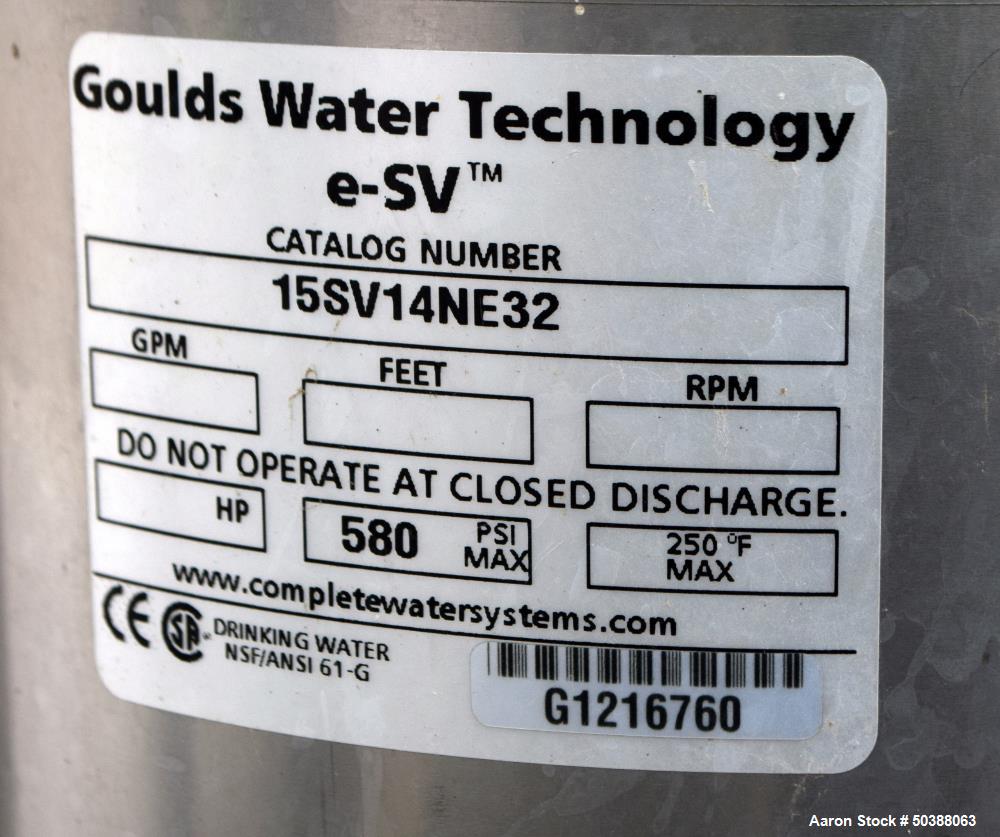 Goulds Water Technology
e-SV™
CATALOG NUMBER
15SV14NE32
GPM FEET RPM
DO NOT OPERATE AT CLOSED DISCHARGE.
HP 580 PSI MAX 250 °F MAX
www.completewatersystems.com
CE SA DRINKING WATER
NSF/ANSI 61-G
G1216760
Aaron Stock # 50388063